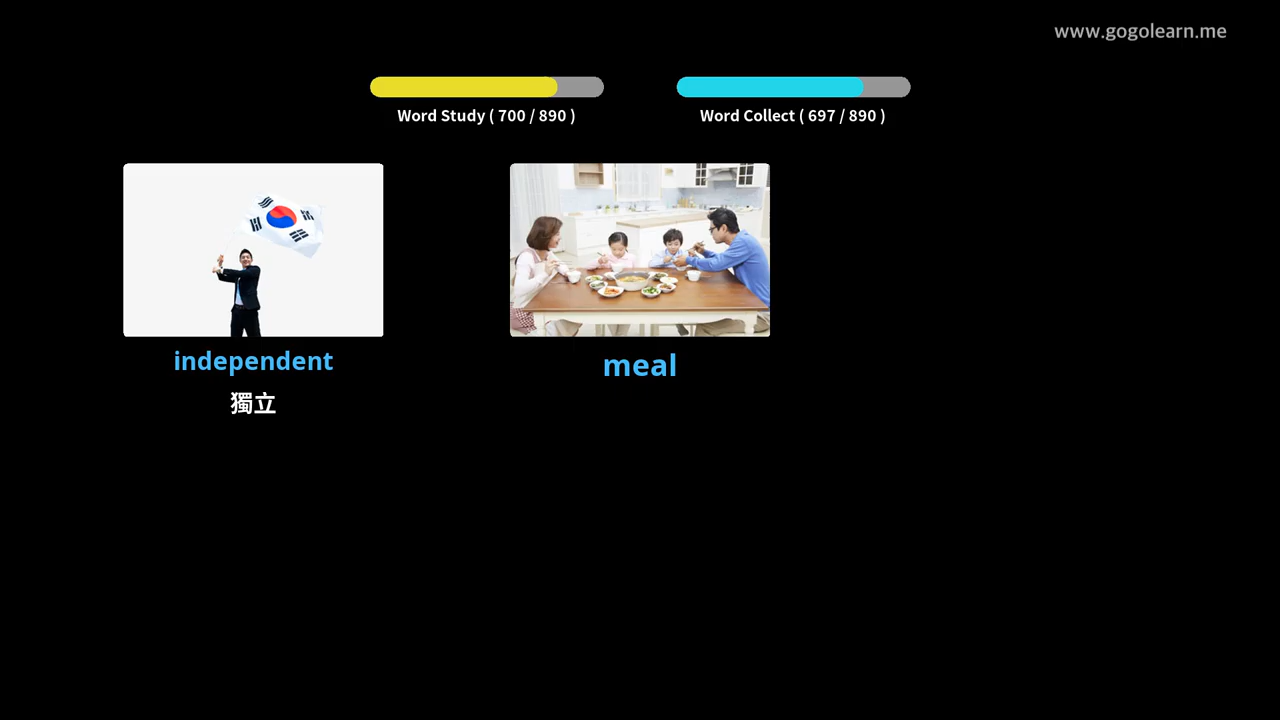 www.gogolearn.me
Word Study ( 700 / 890 )
Word Collect ( 697 / 890 )
independent
獨立
meal